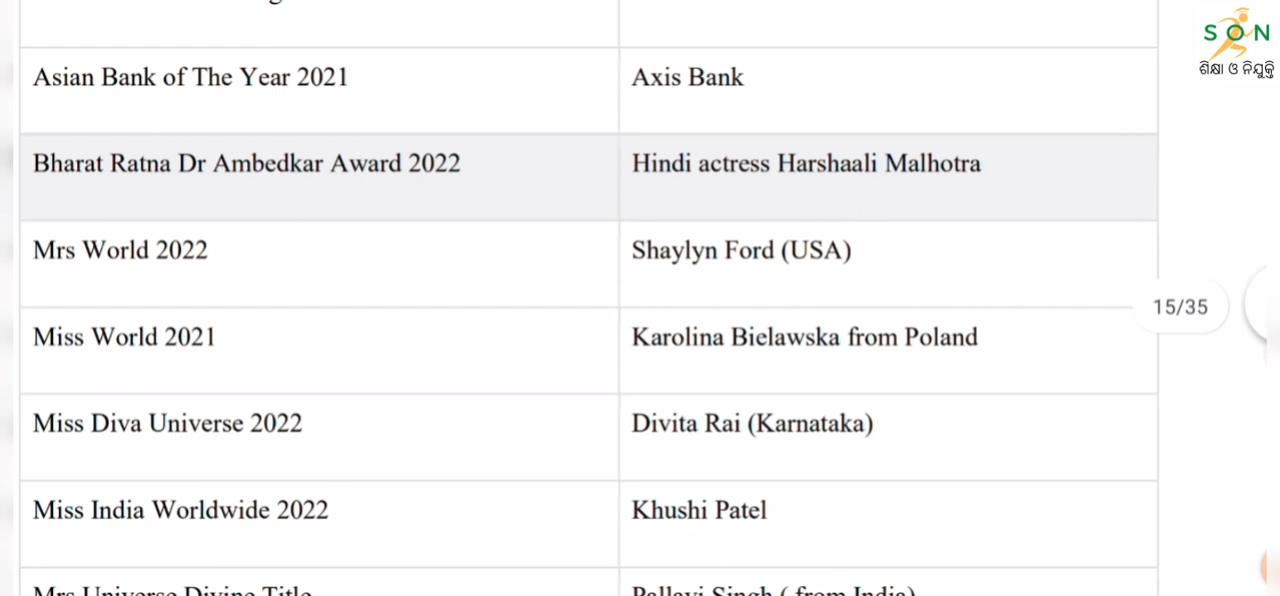 S O N
ଶିକ୍ଷା ଓ ନିଯୁକ୍ତି
Asian Bank of The Year 2021 Axis Bank
Bharat Ratna Dr Ambedkar Award 2022 Hindi actress Harshaali Malhotra
Mrs World 2022 Shaylyn Ford (USA)
15/35
Miss World 2021 Karolina Bielawska from Poland
Miss Diva Universe 2022 Divita Rai (Karnataka)
Miss India Worldwide 2022 Khushi Patel
Mrs Universe Divine Title Pallavi Singh ( from India)